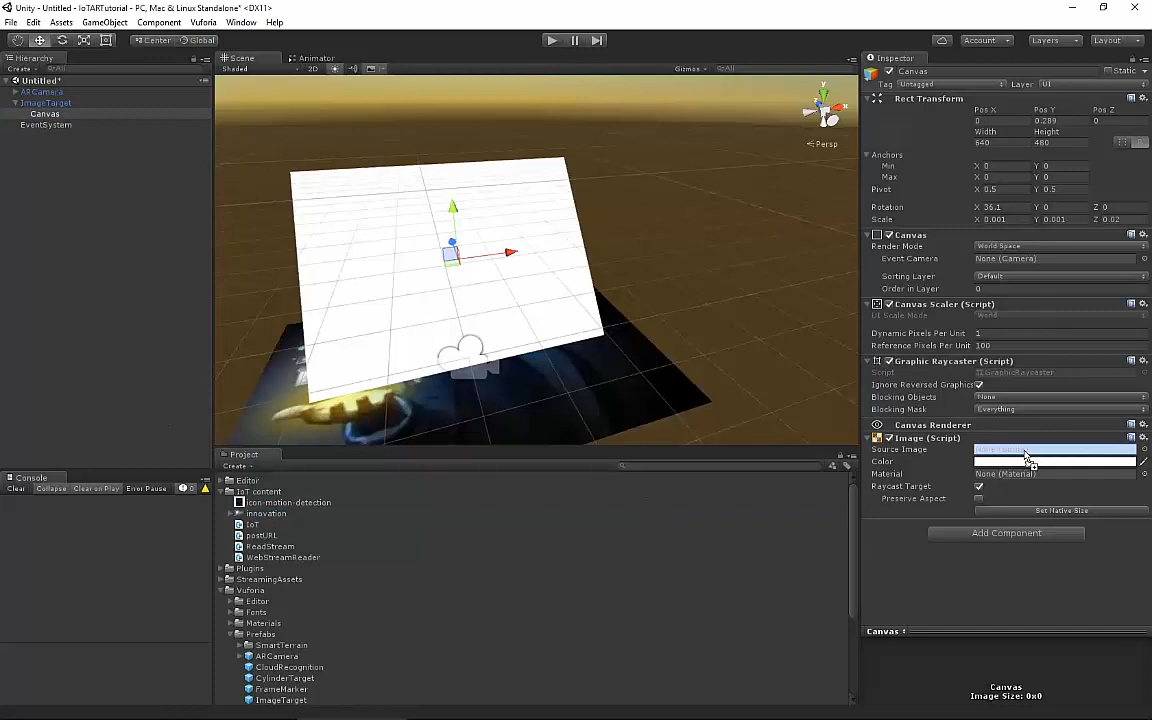 Unity - Untitled - IoTARTutorial - PC, Mac & Linux Standalone* <DX11>
File Edit Assets GameObject Component Vuforia Window Help
Center Global Account Layers Layout
Hierarchy Scene Animator Inspector
Create All Shaded 2D Gizmos All Canvas Static
Untitled* Tag Untagged Layer UI
ARCamera
ImageTarget
Canvas
EventSystem
y
x
Persp
Rect Transform
Pos X Pos Y Pos Z
0 0.289 0
Width Height
640 480
R
Anchors
Min X 0 Y 0
Max X 0 Y 0
Pivot X 0.5 Y 0.5
Rotation X 36.1 Y 0 Z 0
Scale X 0.001 Y 0.001 Z 0.02
Canvas
Render Mode World Space
Event Camera None (Camera)
Sorting Layer Default
Order in Layer 0
Canvas Scaler (Script)
UI Scale Mode World
Dynamic Pixels Per Unit 1
Reference Pixels Per Unit 100
Graphic Raycaster (Script)
Script GraphicRaycaster
Ignore Reversed Graphics
Blocking Objects None
Blocking Mask Everything
Canvas Renderer
Image (Script)
Source Image
Color
Material None (Material)
Raycast Target
Preserve Aspect
Set Native Size
Add Component
Canvas
Canvas
Image Size: 0x0
Console
Clear Collapse Clear on Play Error Pause 0
Project
Create
Editor
IoT content
icon-motion-detection
innovation
IoT
postURL
ReadStream
WebStreamReader
Plugins
StreamingAssets
Vuforia
Editor
Fonts
Materials
Prefabs
SmartTerrain
ARCamera
CloudRecognition
CylinderTarget
FrameMarker
ImageTarget